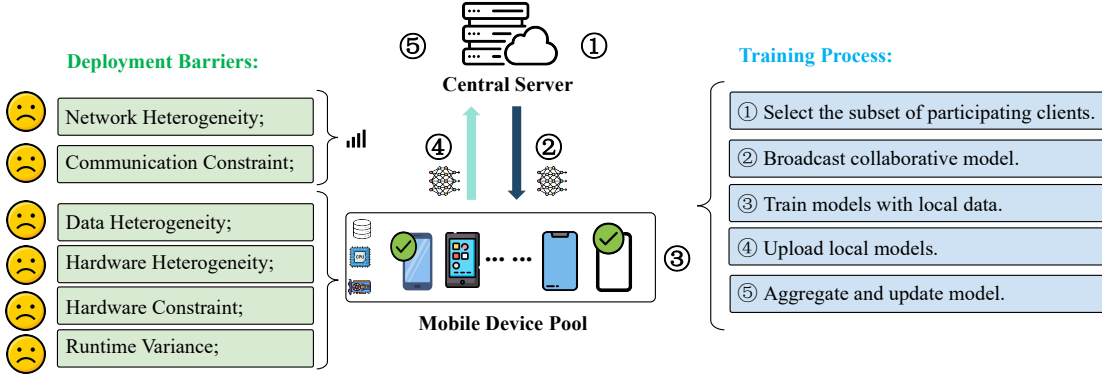 Deployment Barriers:
Network Heterogeneity;
Communication Constraint;
Data Heterogeneity;
Hardware Heterogeneity;
Hardware Constraint;
Runtime Variance;
⑤
①
Central Server
④
②
CPU
③
Mobile Device Pool
Training Process:
① Select the subset of participating clients.
② Broadcast collaborative model.
③ Train models with local data.
④ Upload local models.
⑤ Aggregate and update model.